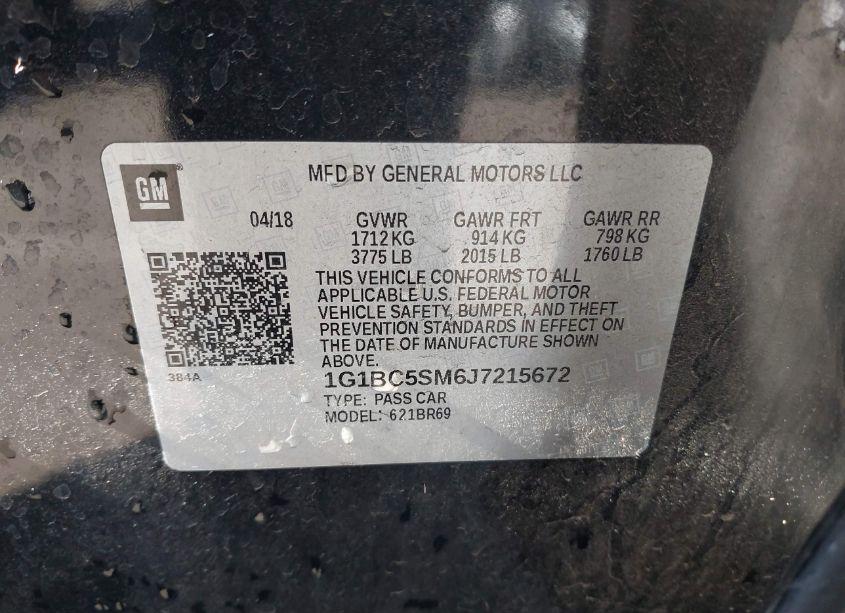 GM
MFD BY GENERAL MOTORS LLC
04/18 GVWR GAWR FRT GAWR RR
1712 KG 914 KG 798 KG
3775 LB 2015 LB 1760 LB
THIS VEHICLE CONFORMS TO ALL
APPLICABLE U.S. FEDERAL MOTOR
VEHICLE SAFETY, BUMPER, AND THEFT
PREVENTION STANDARDS IN EFFECT ON
THE DATE OF MANUFACTURE SHOWN
ABOVE.
384A
1G1BC5SM6J7215672
TYPE: PASS CAR
MODEL: 621BR69